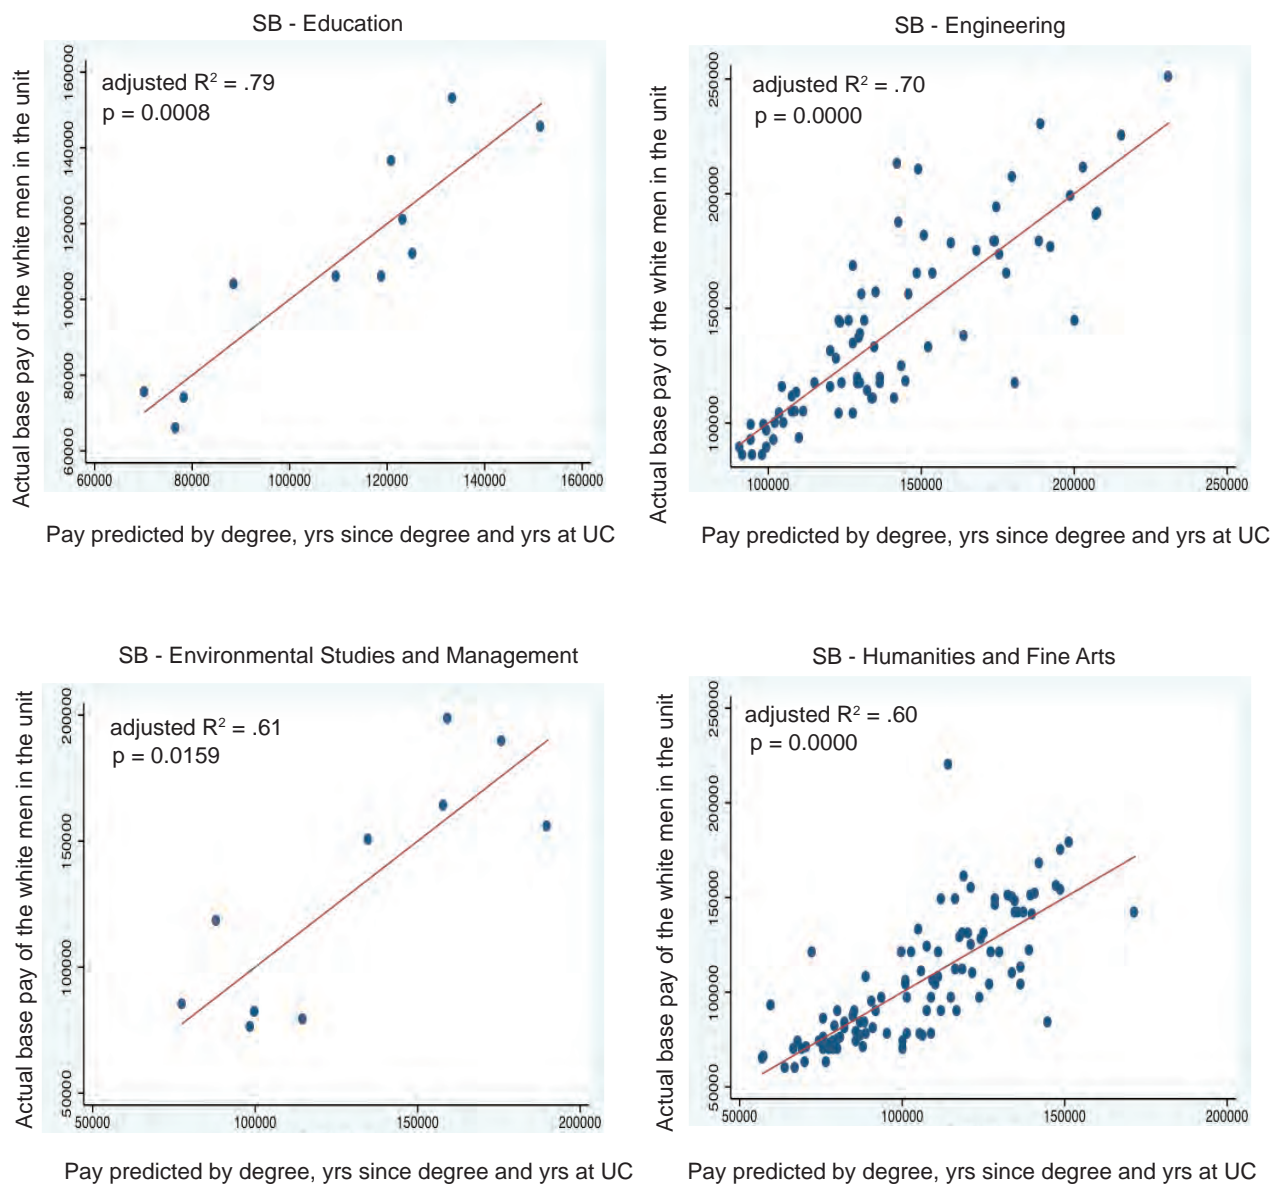 SB - Education
adjusted R² = .79
p = 0.0008
Actual base pay of the white men in the unit
160000
140000
120000
100000
80000
60000
60000 80000 100000 120000 140000 160000
Pay predicted by degree, yrs since degree and yrs at UC
SB - Engineering
adjusted R² = .70
p = 0.0000
Actual base pay of the white men in the unit
250000
200000
150000
100000
100000 150000 200000 250000
Pay predicted by degree, yrs since degree and yrs at UC
SB - Environmental Studies and Management
adjusted R² = .61
p = 0.0159
Actual base pay of the white men in the unit
200000
150000
100000
50000
50000 100000 150000 200000
Pay predicted by degree, yrs since degree and yrs at UC
SB - Humanities and Fine Arts
adjusted R² = .60
p = 0.0000
Actual base pay of the white men in the unit
250000
200000
150000
100000
50000
50000 100000 150000 200000
Pay predicted by degree, yrs since degree and yrs at UC